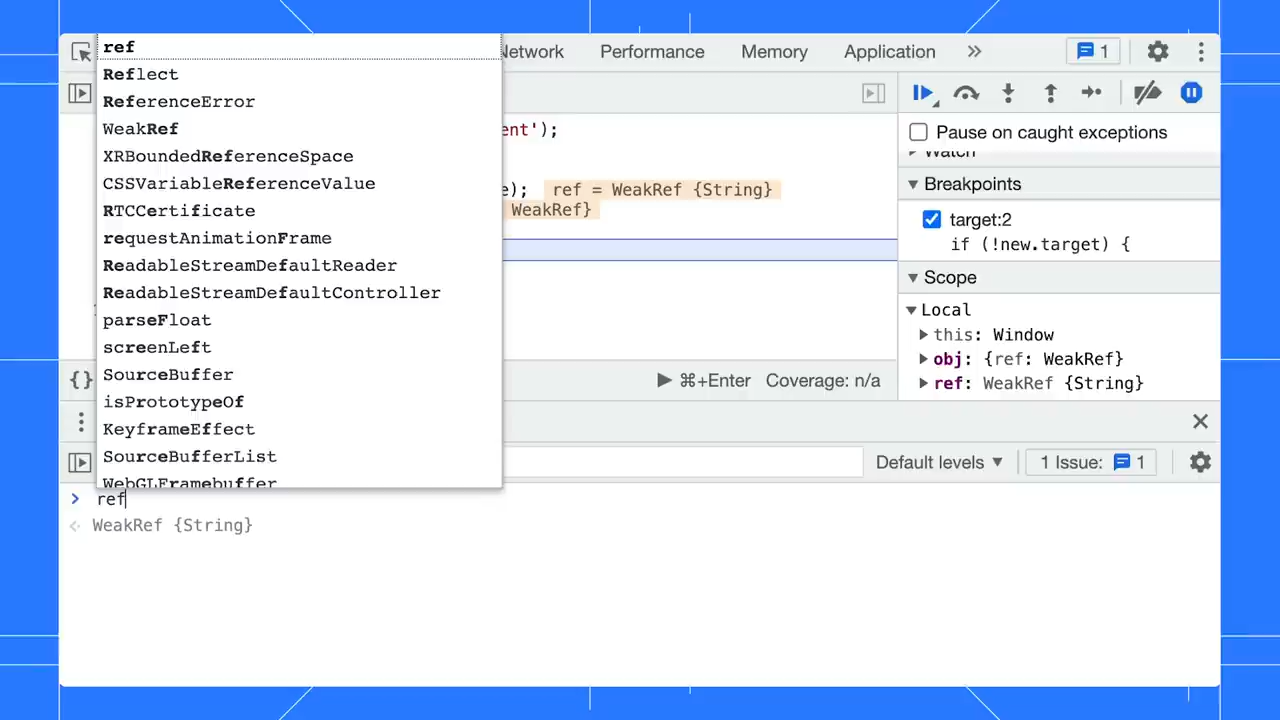 Network Performance Memory Application » 1
ref
Reflect
ReferenceError
WeakRef
XRBoundedReferenceSpace
CSSVariableReferenceValue
RTCCertificate
requestAnimationFrame
ReadableStreamDefaultReader
ReadableStreamDefaultController
parseFloat
screenLeft
SourceBuffer
isPrototypeOf
KeyframeEffect
SourceBufferList
WebGLFramebuffer
ent');
e); ref = WeakRef {String}
WeakRef}
{} ⌘+Enter Coverage: n/a
Pause on caught exceptions
Watch
Breakpoints
target:2
if (!new.target) {
Scope
Local
this: Window
obj: {ref: WeakRef}
ref: WeakRef {String}
Default levels ▼ 1 Issue: 1
> ref
WeakRef {String}